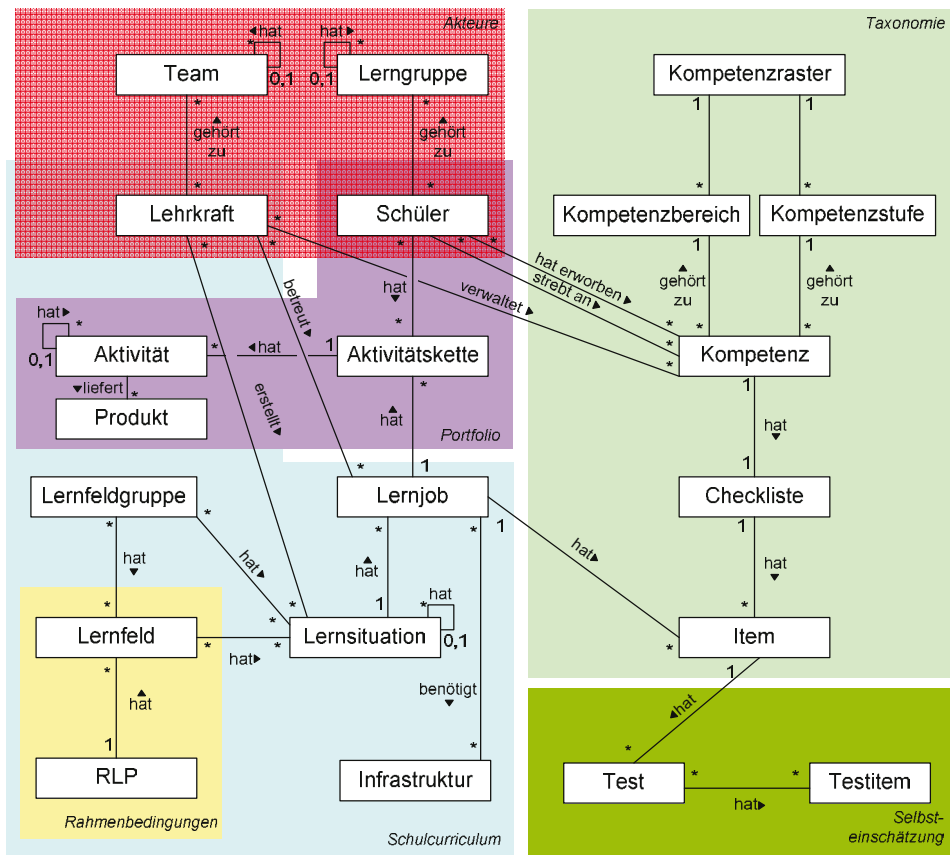 Akteure
Taxonomie
hat
hat
*
*
Team
0,1
0,1
Lerngruppe
Kompetenzraster
*
*
1
1
gehört
zu
gehört
zu
*
*
*
*
Lehrkraft
Schüler
Kompetenzbereich
Kompetenzstufe
*
*
*
*
*
*
1
1
hat erworben
strebt an
verwaltet
gehört
zu
gehört
zu
betreut
hat
hat
*
*
*
*
*
*
*
*
0,1
Aktivität
*
hat
1
Aktivitätskette
Kompetenz
liefert
*
Produkt
*
1
erstellt
hat
hat
Portfolio
*
1
1
Lernfeldgruppe
Lernjob
Checkliste
*
*
*
1
*
1
hat
hat
hat
hat
hat
hat
*
*
*
1
*
*
Lernfeld
*
*
Lernsituation
0,1
*
Item
*
hat
1
hat
benötigt
hat
1
*
*
RLP
Infrastruktur
Test
*
*
Testitem
hat
Rahmenbedingungen
Schulcurriculum
Selbst-
einschätzung